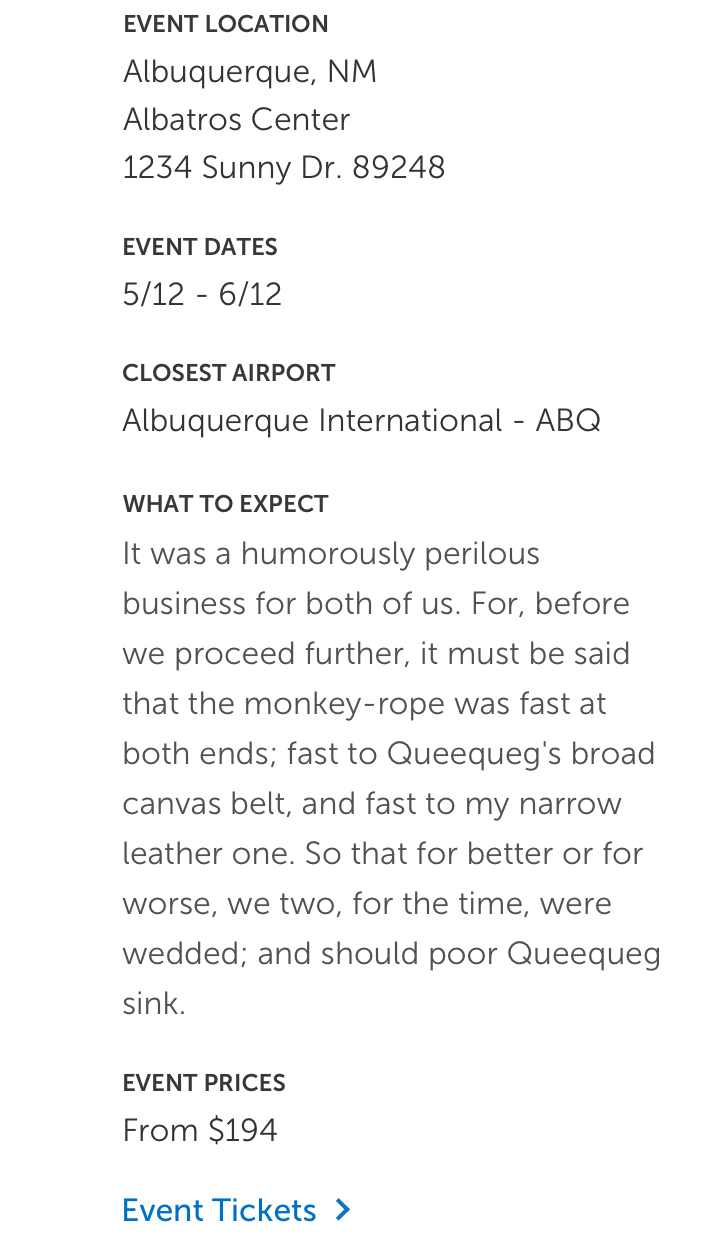 EVENT LOCATION
Albuquerque, NM
Albatros Center
1234 Sunny Dr. 89248
EVENT DATES
5/12 - 6/12
CLOSEST AIRPORT
Albuquerque International - ABQ
WHAT TO EXPECT
It was a humorously perilous
business for both of us. For, before
we proceed further, it must be said
that the monkey-rope was fast at
both ends; fast to Queequeg's broad
canvas belt, and fast to my narrow
leather one. So that for better or for
worse, we two, for the time, were
wedded; and should poor Queequeg
sink.
EVENT PRICES
From $194
Event Tickets >